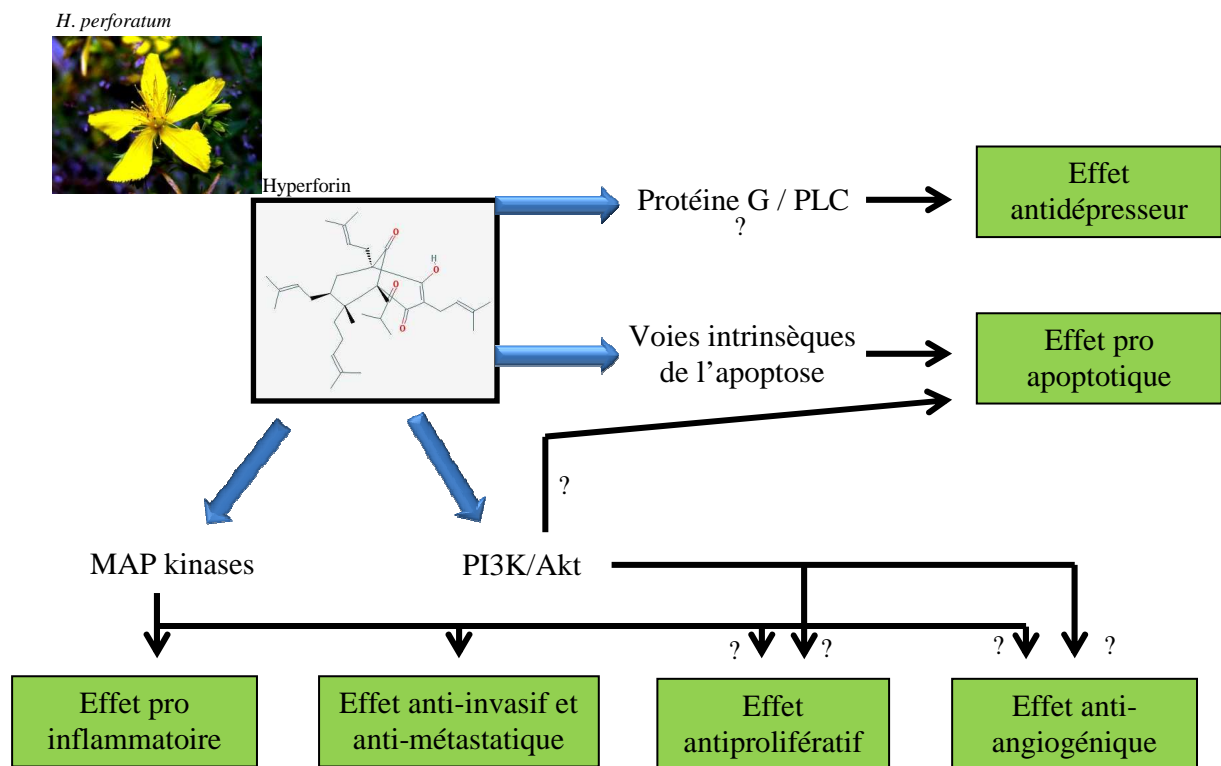 H. perforatum
Hyperforin
Protéine G / PLC
?
Effet
antidépresseur
Voies intrinsèques
de l'apoptose
Effet pro
apoptotique
?
MAP kinases
PI3K/Akt
?
?
?
?
Effet pro
inflammatoire
Effet anti-invasif et
anti-métastatique
Effet
antiprolifératif
Effet anti-
angiogénique
O
H
O
O
O